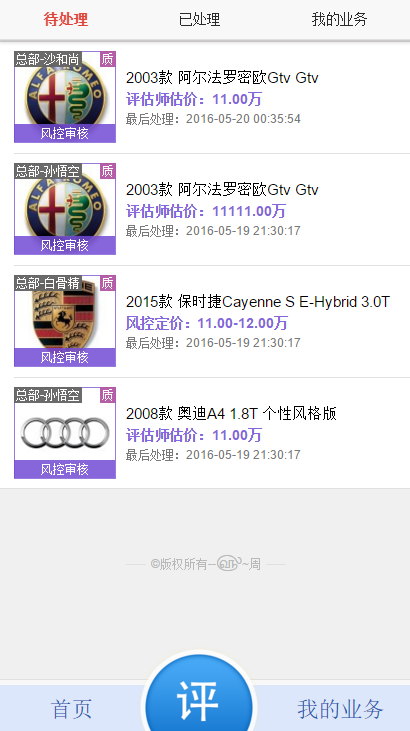 待处理 已处理 我的业务
总部-沙和尚 质
风控审核
2003款 阿尔法罗密欧Gtv Gtv
评估师估价：11.00万
最后处理：2016-05-20 00:35:54
总部-孙悟空 质
风控审核
2003款 阿尔法罗密欧Gtv Gtv
评估师估价：11111.00万
最后处理：2016-05-19 21:30:17
总部-白骨精 质
风控审核
2015款 保时捷Cayenne S E-Hybrid 3.0T
风控定价：11.00-12.00万
最后处理：2016-05-19 21:30:17
总部-孙悟空 质
风控审核
2008款 奥迪A4 1.8T 个性风格版
评估师估价：11.00万
最后处理：2016-05-19 21:30:17
©版权所有
~周
首页 评 我的业务